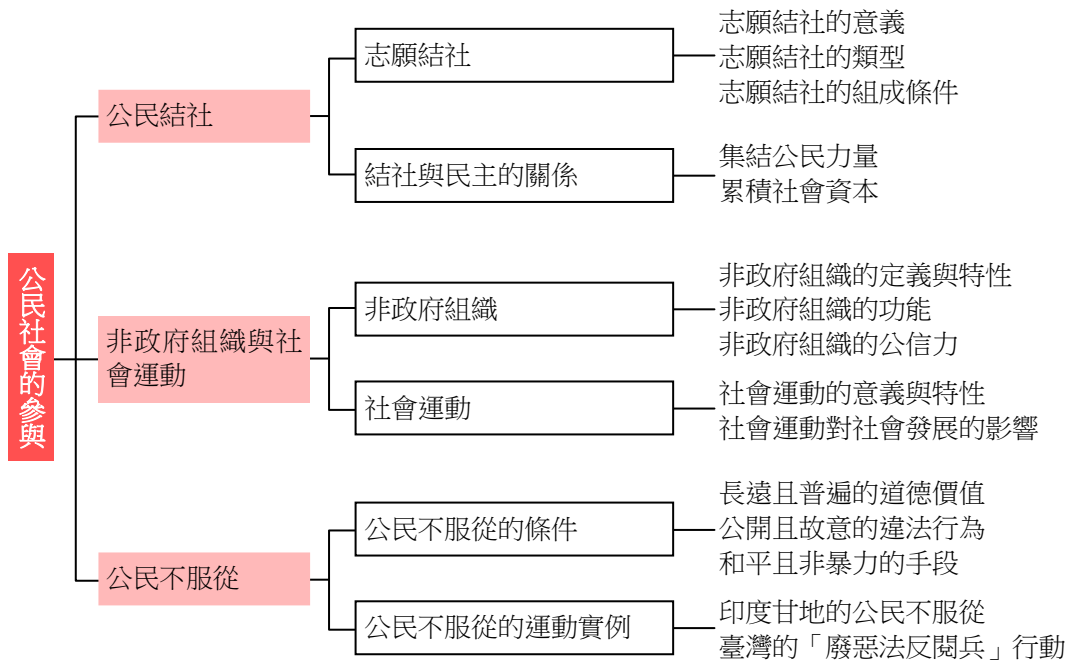 公民社會的參與
公民結社
志願結社
志願結社的意義
志願結社的類型
志願結社的組成條件
結社與民主的關係
集結公民力量
累積社會資本
非政府組織與社
會運動
非政府組織
非政府組織的定義與特性
非政府組織的功能
非政府組織的公信力
社會運動
社會運動的意義與特性
社會運動對社會發展的影響
公民不服從
公民不服從的條件
長遠且普遍的道德價值
公開且故意的違法行為
和平且非暴力的手段
公民不服從的運動實例
印度甘地的公民不服從
臺灣的「廢惡法反閱兵」行動